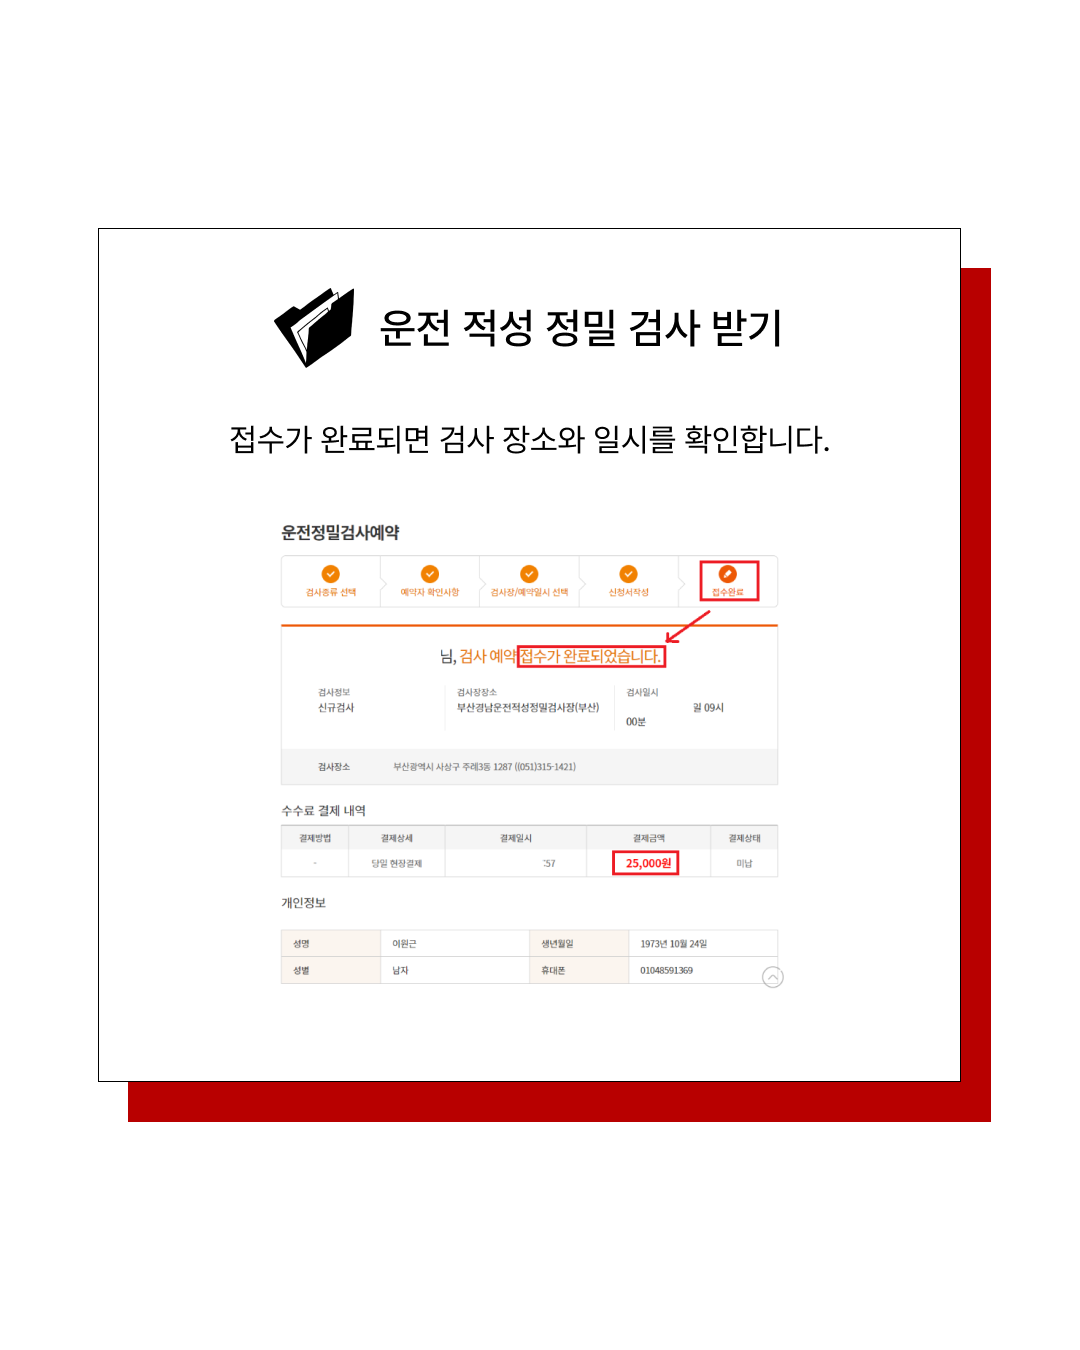 운전 적성 정밀 검사 받기
접수가 완료되면 검사 장소와 일시를 확인합니다.
운전정밀검사예약
검사종류 선택 예약자 확인사항 검사장/예약일시 선택 신청서작성 접수완료
님, 검사 예약 접수가 완료되었습니다.
검사정보 검사장장소 검사일시
신규검사 부산경남운전적성정밀검사장(부산) 월 09시
00분
검사장소 부산광역시 사상구 주례3동 1287 ((051)315-1421)
수수료 결제 내역
결제방법 결제상세 결제일시 결제금액 결제상태
- 당일 현장결제 :57 25,000원 미납
개인정보
성명 이원근 생년월일 1973년 10월 24일
성별 남자 휴대폰 01048591369